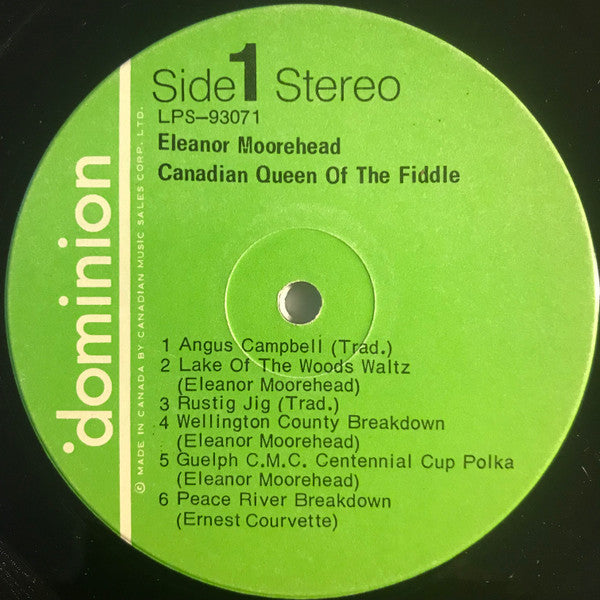 Side 1 Stereo
LPS–93071
Eleanor Moorehead
Canadian Queen Of The Fiddle
dominion
© MADE IN CANADA BY CANADIAN MUSIC SALES CORP. LTD.
1 Angus Campbell (Trad.)
2 Lake Of The Woods Waltz
(Eleanor Moorehead)
3 Rustig Jig (Trad.)
4 Wellington County Breakdown
(Eleanor Moorehead)
5 Guelph C.M.C. Centennial Cup Polka
(Eleanor Moorehead)
6 Peace River Breakdown
(Ernest Courvette)